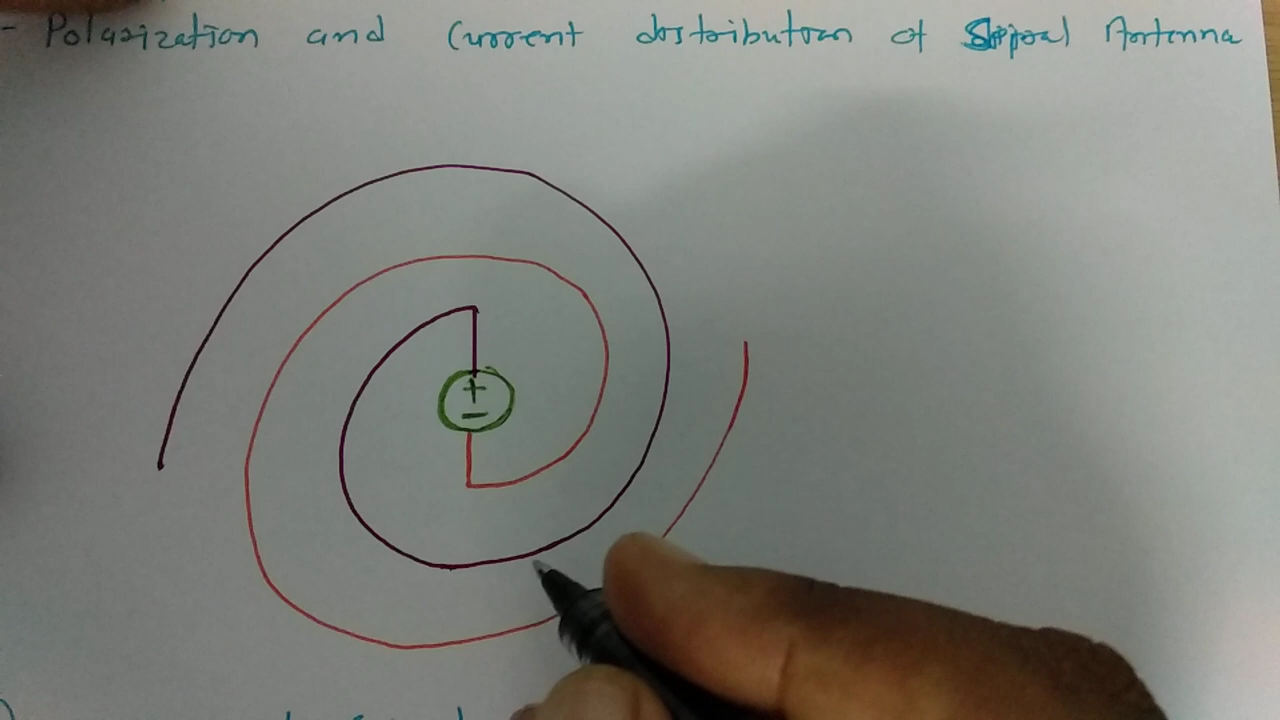 - Polarization and Current distribution of Spiral Antenna
+
−